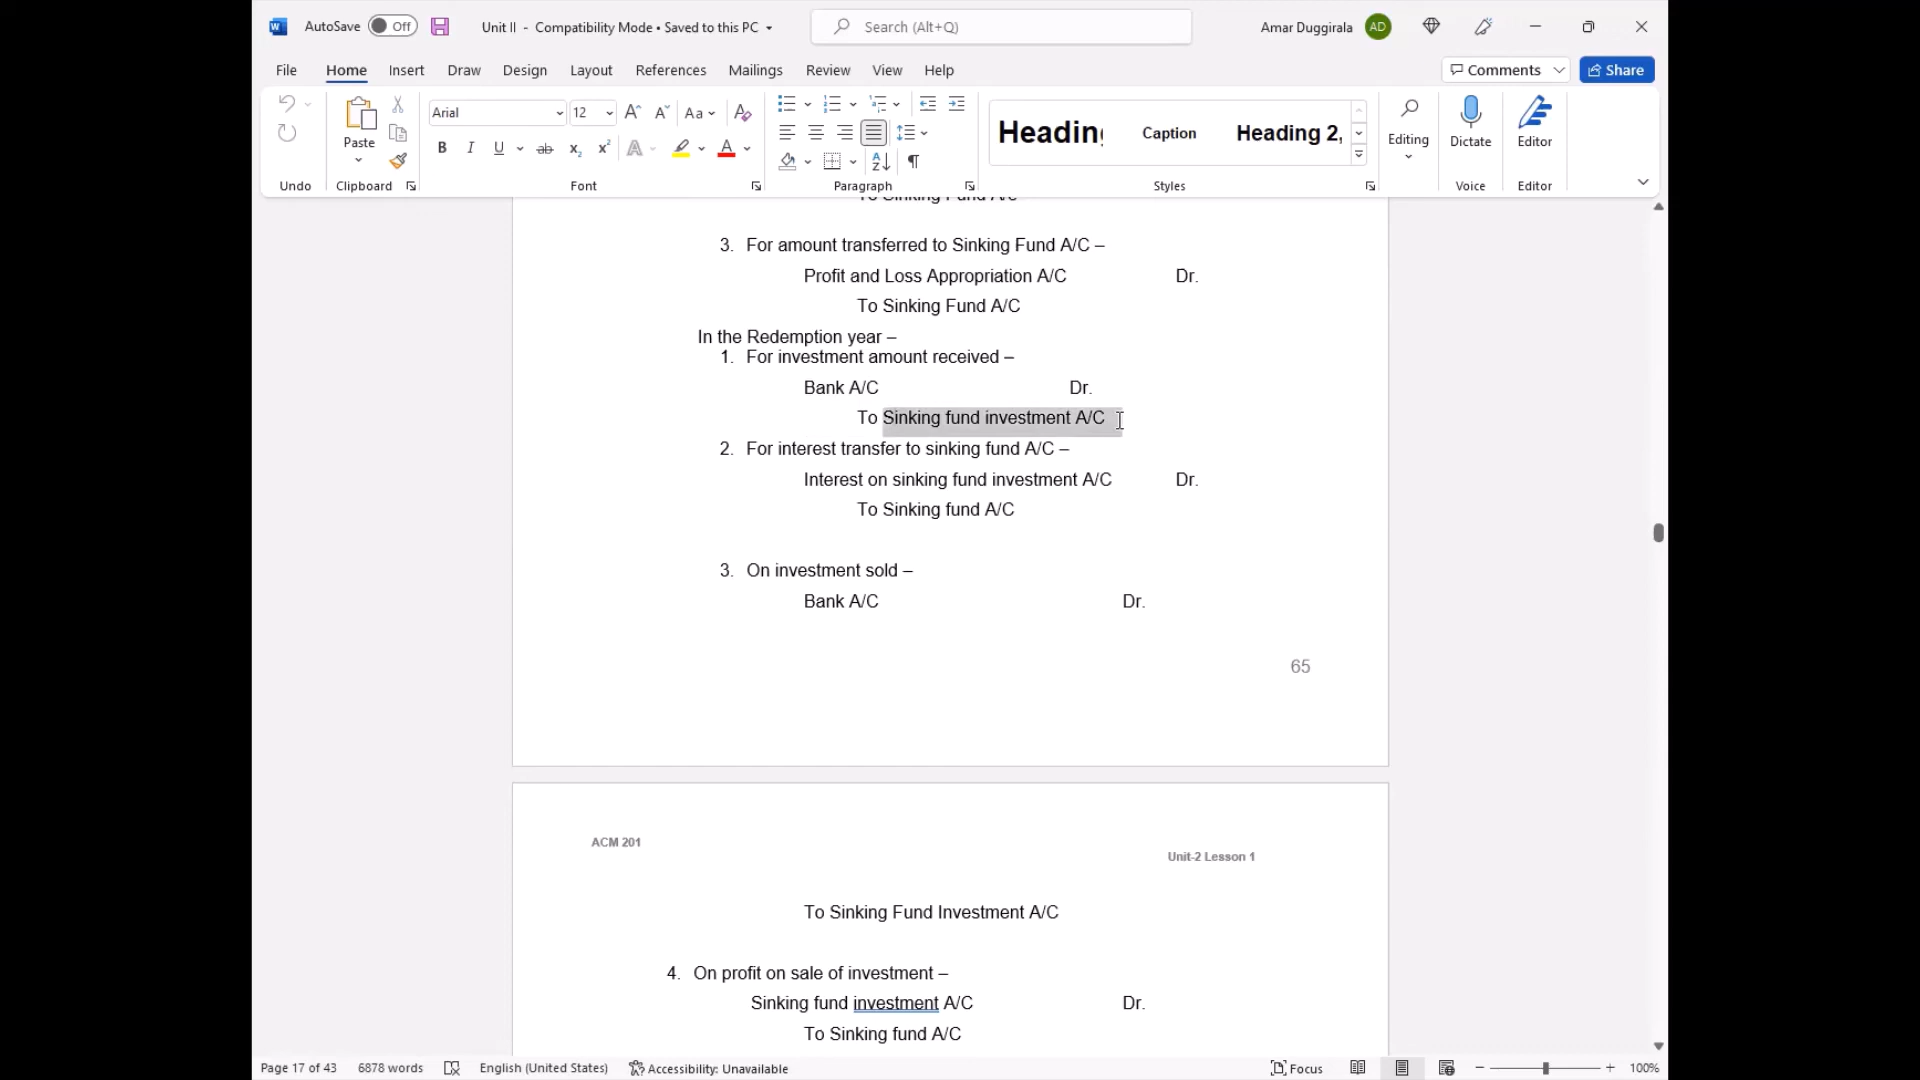 AutoSave Off Unit II - Compatibility Mode • Saved to this PC Search (Alt+Q) Amar Duggirala AD
File Home Insert Draw Design Layout References Mailings Review View Help Comments Share
Arial 12 Aa
Paste B I U ab x₂ x² A A
Heading Caption Heading 2,
Editing Dictate Editor
Undo Clipboard Font Paragraph Styles Voice Editor
To Sinking Fund A/c
3. For amount transferred to Sinking Fund A/C –
Profit and Loss Appropriation A/C Dr.
To Sinking Fund A/C
In the Redemption year –
1. For investment amount received –
Bank A/C Dr.
To Sinking fund investment A/C
2. For interest transfer to sinking fund A/C –
Interest on sinking fund investment A/C Dr.
To Sinking fund A/C
3. On investment sold –
Bank A/C Dr.
65
ACM 201
Unit-2 Lesson 1
To Sinking Fund Investment A/C
4. On profit on sale of investment –
Sinking fund investment A/C Dr.
To Sinking fund A/C
Page 17 of 43 6878 words English (United States) Accessibility: Unavailable Focus 100%